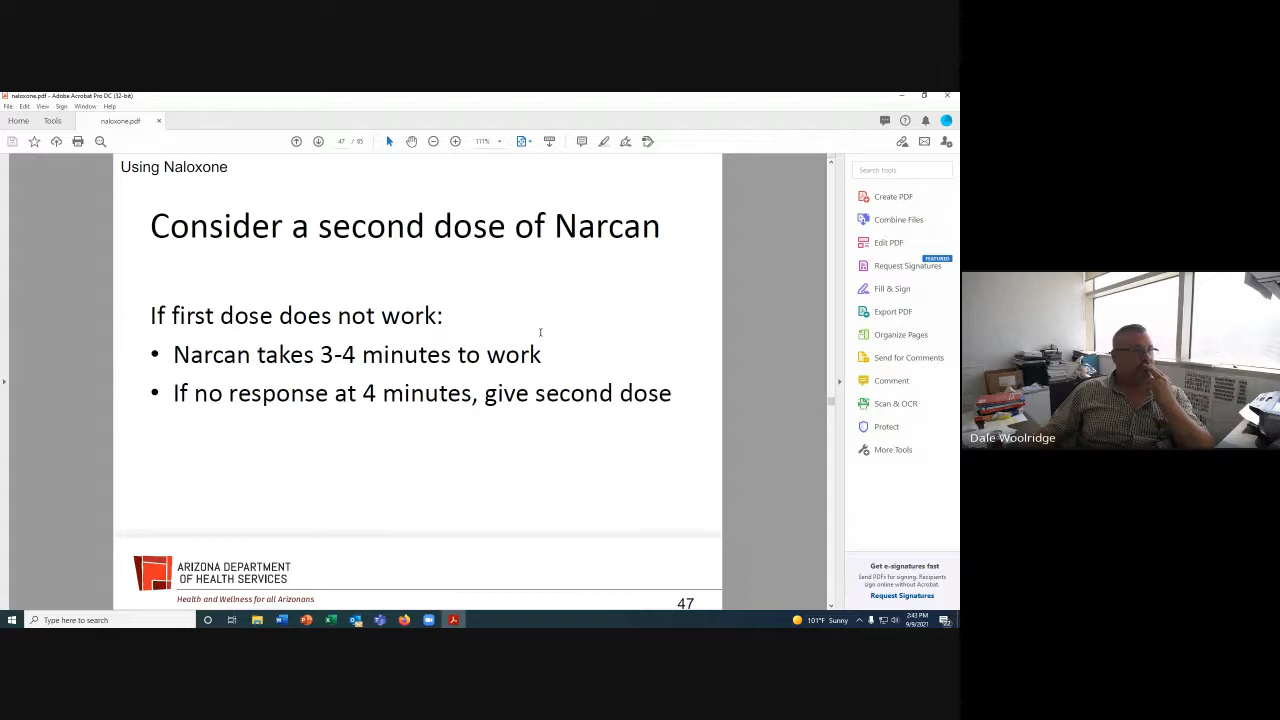 naloxone.pdf - Adobe Acrobat Pro DC (32-bit)
File Edit View Sign Window Help
Home Tools naloxone.pdf
47 / 85 111%
Search tools
Create PDF
Combine Files
Edit PDF
FEATURED
Request Signatures
Fill & Sign
Export PDF
Organize Pages
Send for Comments
Comment
Scan & OCR
Protect
More Tools
Get e-signatures fast
Send PDFs for signing. Recipients
sign online without Acrobat.
Request Signatures
Using Naloxone
Consider a second dose of Narcan
If first dose does not work:
• Narcan takes 3-4 minutes to work
• If no response at 4 minutes, give second dose
ARIZONA DEPARTMENT
OF HEALTH SERVICES
Health and Wellness for all Arizonans
47
Type here to search
101°F Sunny
2:43 PM
9/9/2021
Dale Woolridge